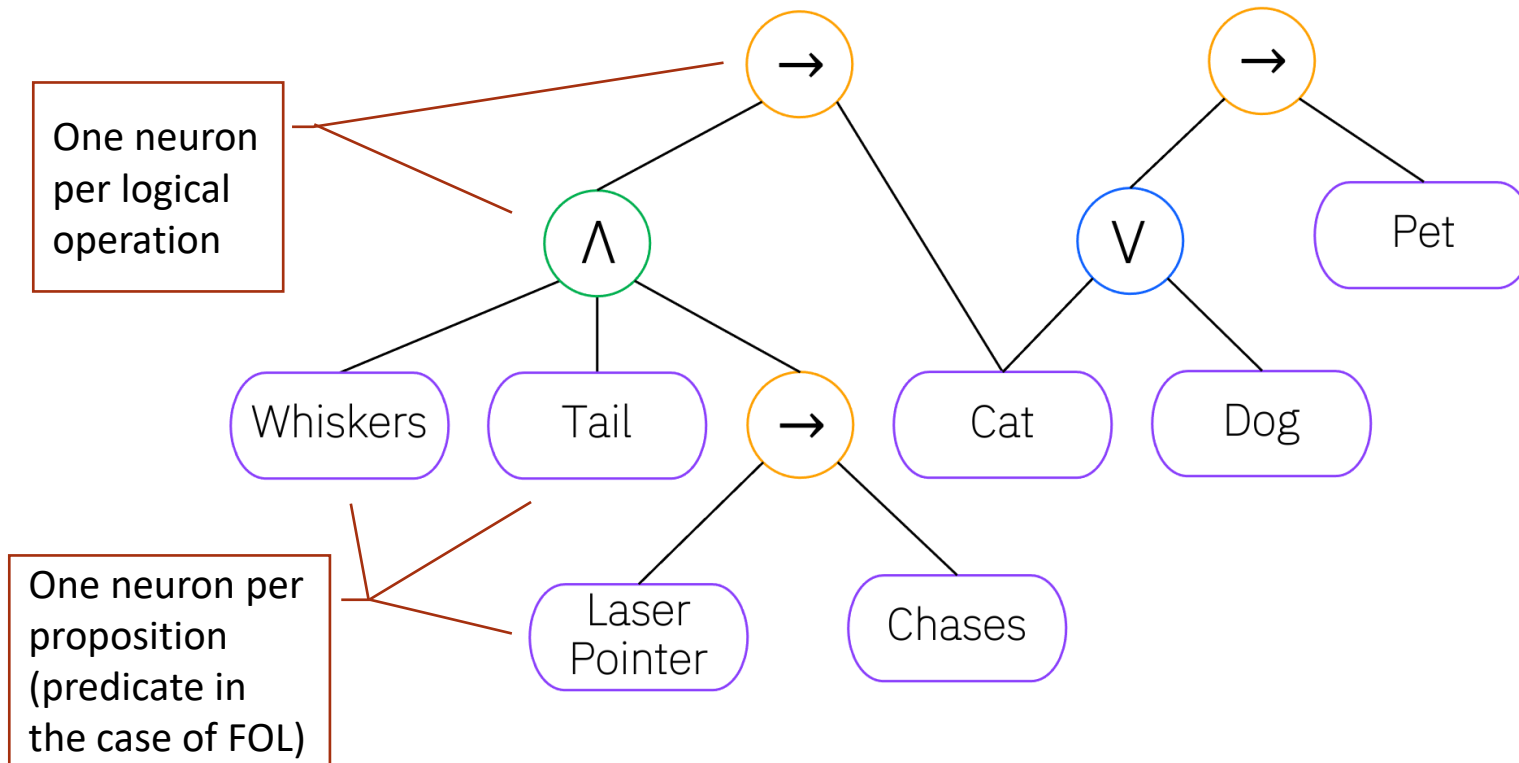 →
→
One neuron
per logical
operation
∧
∨
Pet
Whiskers
Tail
→
Cat
Dog
One neuron per
proposition
(predicate in
the case of FOL)
Laser
Pointer
Chases